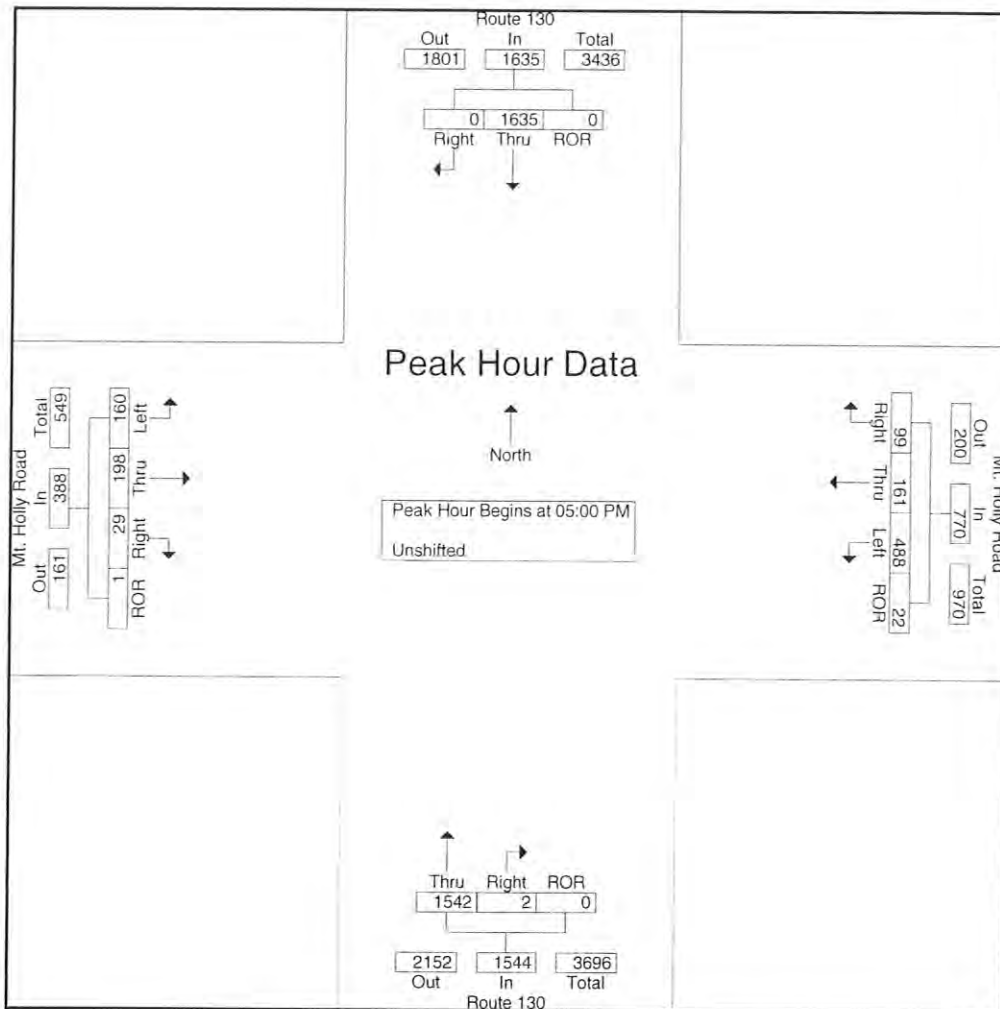 Route 130
Out In Total
1801 1635 3436
0 1635 0
Right Thru ROR
Peak Hour Data
North
Peak Hour Begins at 05:00 PM
Unshifted
Mt. Holly Road
Out In Total
161 388 549
ROR Right Thru Left
1 29 198 160
Mt. Holly Road
Out In Total
200 770 970
99 161 488 22
Right Thru Left ROR
Thru Right ROR
1542 2 0
2152 1544 3696
Out In Total
Route 130